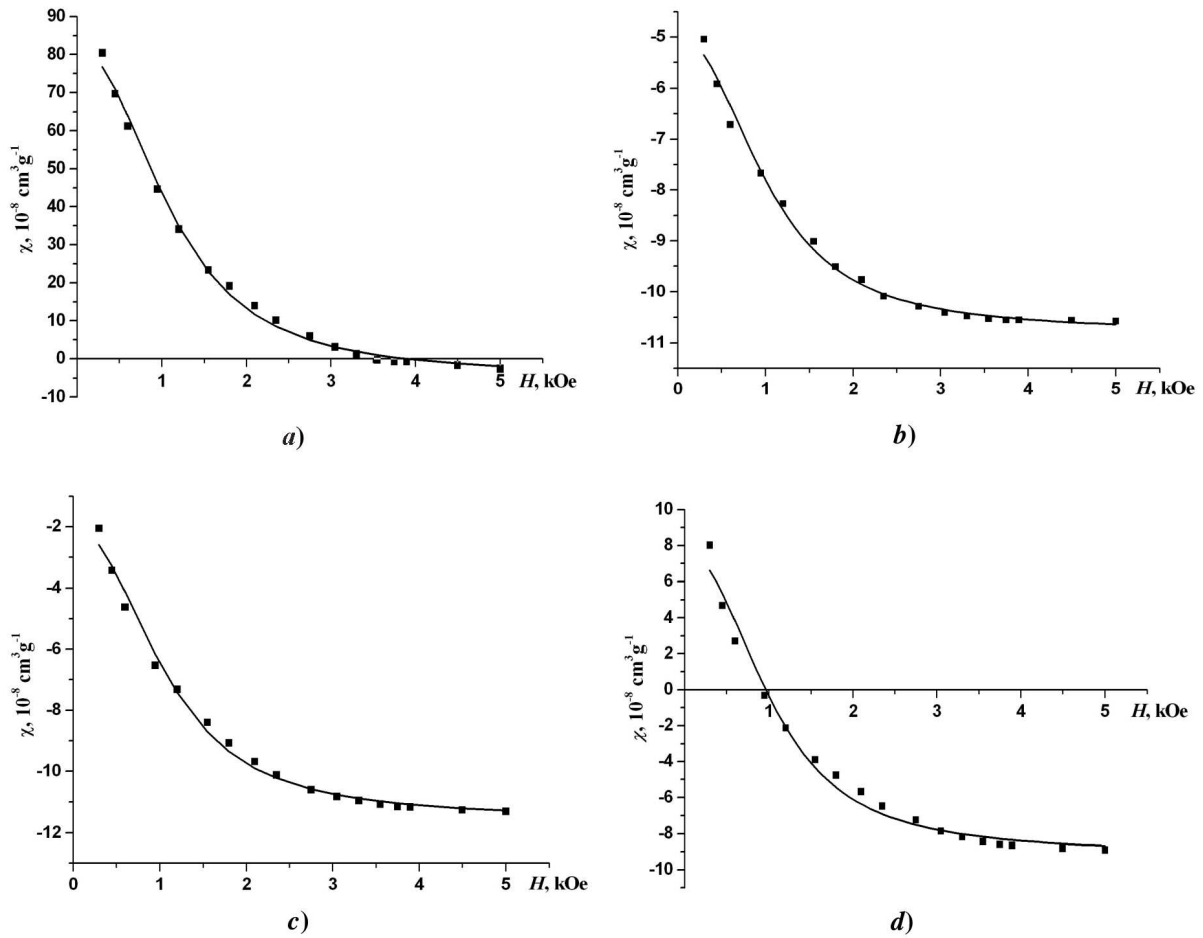 90
80
70
60
50
40
30
20
10
0
-10
χ, 10⁻⁸ cm³g⁻¹
1 2 3 4 5 H, kOe
a)
-5
-6
-7
-8
-9
-10
-11
χ, 10⁻⁸ cm³g⁻¹
0 1 2 3 4 5 H, kOe
b)
-2
-4
-6
-8
-10
-12
χ, 10⁻⁸ cm³g⁻¹
0 1 2 3 4 5 H, kOe
c)
10
8
6
4
2
0
-2
-4
-6
-8
-10
χ, 10⁻⁸ cm³g⁻¹
1 2 3 4 5 H, kOe
d)